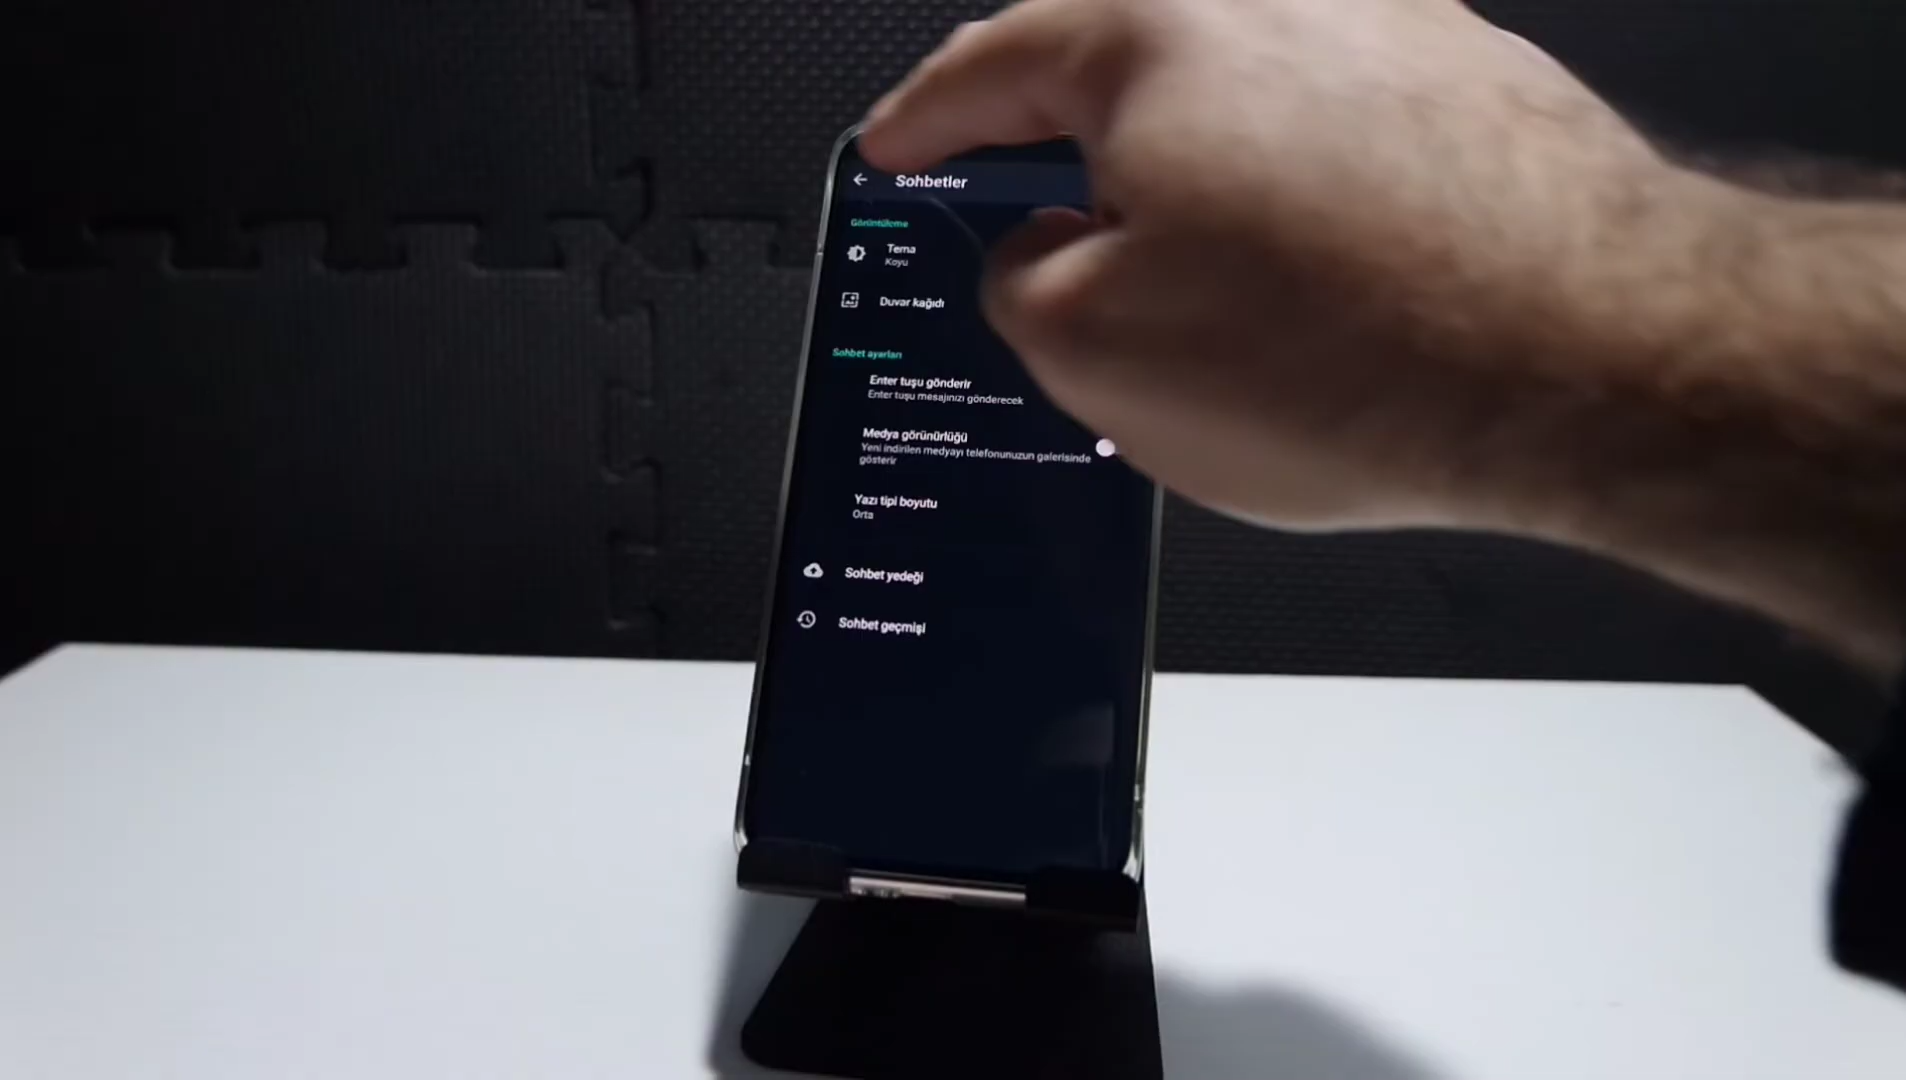 Sohbetler
Görüntüleme
Tema
Koyu
Duvar kağıdı
Sohbet ayarları
Enter tuşu gönderir
Enter tuşu mesajınızı gönderecek
Medya görünürlüğü
Yeni indirilen medyayı telefonunuzun galerisinde
gösterir
Yazı tipi boyutu
Orta
Sohbet yedeği
Sohbet geçmişi